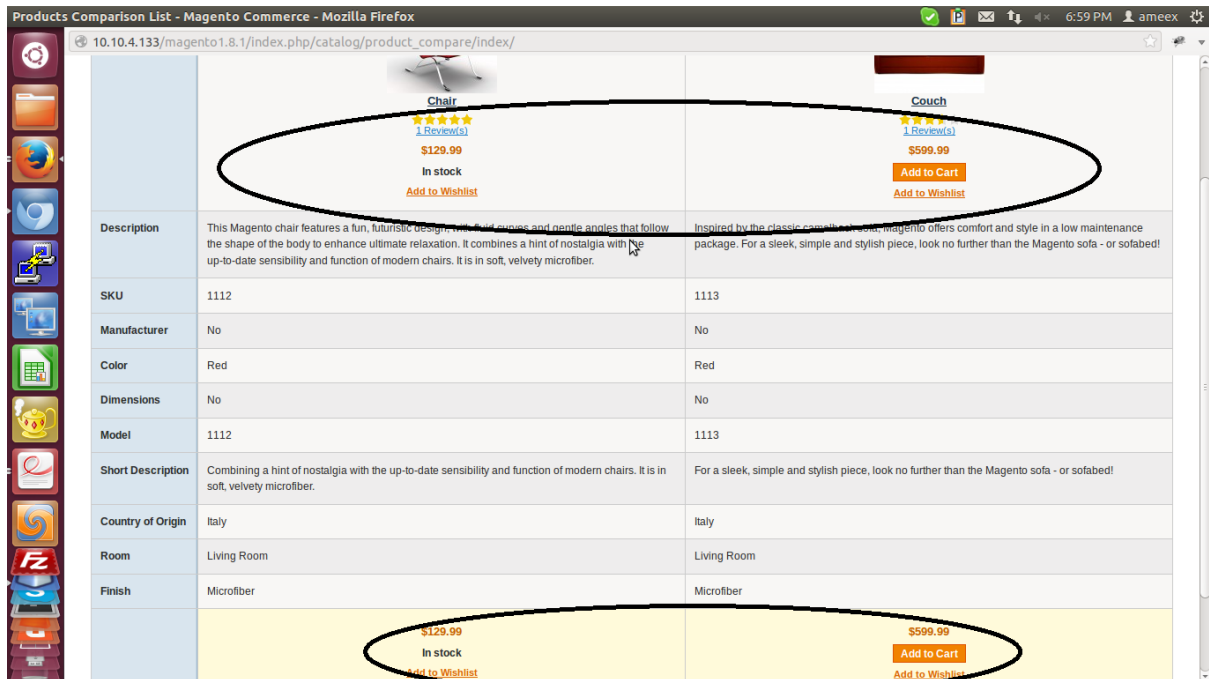 Products Comparison List - Magento Commerce - Mozilla Firefox
6:59 PM ameex
10.10.4.133/magento1.8.1/index.php/catalog/product_compare/index/
Chair Couch
1 Review(s) 1 Review(s)
$129.99 $599.99
In stock Add to Cart
Add to Wishlist Add to Wishlist
Description
This Magento chair features a fun, futuristic design, with fluid curves and gentle angles that follow
the shape of the body to enhance ultimate relaxation. It combines a hint of nostalgia with the
up-to-date sensibility and function of modern chairs. It is in soft, velvety microfiber.
Inspired by the classic camelback sofa, Magento offers comfort and style in a low maintenance
package. For a sleek, simple and stylish piece, look no further than the Magento sofa - or sofabed!
SKU 1112 1113
Manufacturer No No
Color Red Red
Dimensions No No
Model 1112 1113
Short Description
Combining a hint of nostalgia with the up-to-date sensibility and function of modern chairs. It is in
soft, velvety microfiber.
For a sleek, simple and stylish piece, look no further than the Magento sofa - or sofabed!
Country of Origin Italy Italy
Room Living Room Living Room
Finish Microfiber Microfiber
$129.99 $599.99
In stock Add to Cart
Add to Wishlist Add to Wishlist